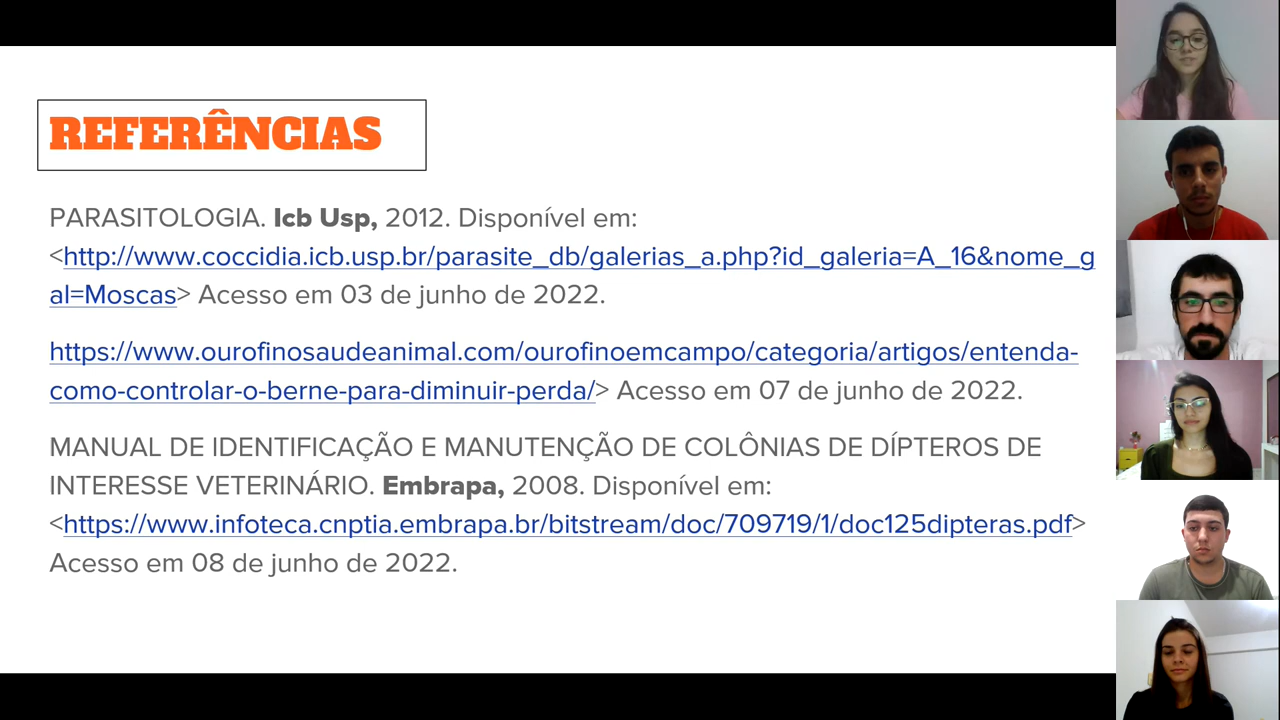 REFERÊNCIAS
PARASITOLOGIA. Icb Usp, 2012. Disponível em:
<http://www.coccidia.icb.usp.br/parasite_db/galerias_a.php?id_galeria=A_16&nome_g
al=Moscas> Acesso em 03 de junho de 2022.
https://www.ourofinosaudeanimal.com/ourofinoemcampo/categoria/artigos/entenda-
como-controlar-o-berne-para-diminuir-perda/> Acesso em 07 de junho de 2022.
MANUAL DE IDENTIFICAÇÃO E MANUTENÇÃO DE COLÔNIAS DE DÍPTEROS DE
INTERESSE VETERINÁRIO. Embrapa, 2008. Disponível em:
<https://www.infoteca.cnptia.embrapa.br/bitstream/doc/709719/1/doc125dipteras.pdf>
Acesso em 08 de junho de 2022.